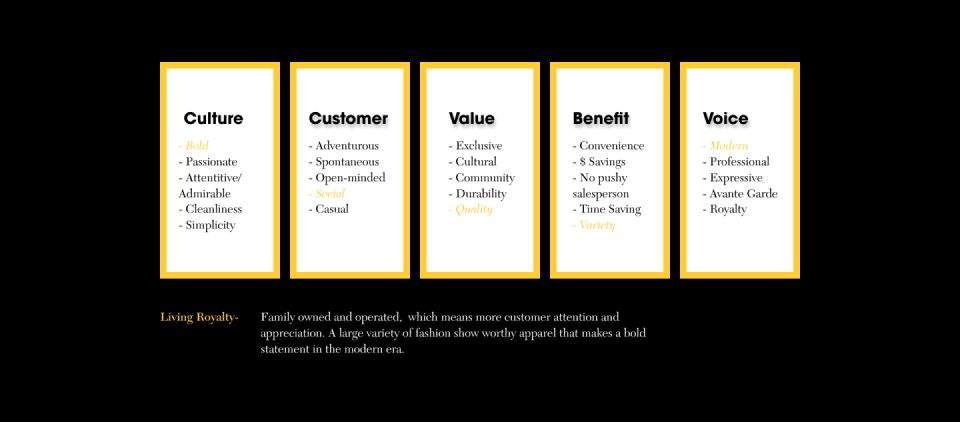 Culture
- Bold
- Passionate
- Attentitive/
Admirable
- Cleanliness
- Simplicity
Customer
- Adventurous
- Spontaneous
- Open-minded
- Social
- Casual
Value
- Exclusive
- Cultural
- Community
- Durability
- Quality
Benefit
- Convenience
- $ Savings
- No pushy
salesperson
- Time Saving
- Variety
Voice
- Modern
- Professional
- Expressive
- Avante Garde
- Royalty
Living Royalty- Family owned and operated, which means more customer attention and
appreciation. A large variety of fashion show worthy apparel that makes a bold
statement in the modern era.